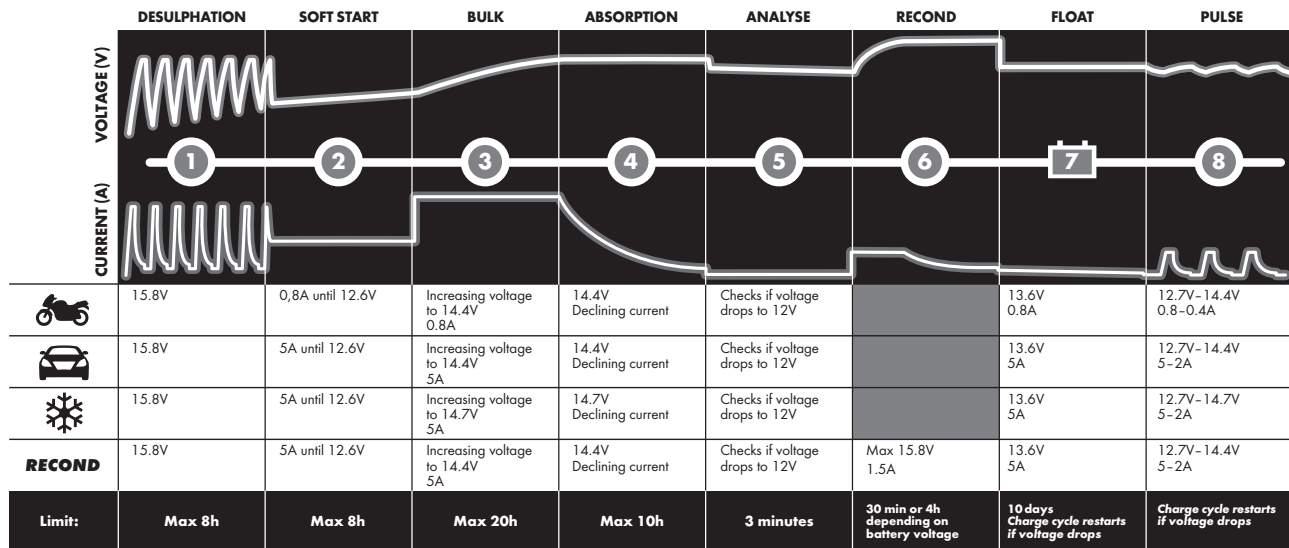 DESULPHATION SOFT START BULK ABSORPTION ANALYSE RECOND FLOAT PULSE
VOLTAGE (V)
1 2 3 4 5 6 7 8
CURRENT (A)
15.8V
0,8A until 12.6V
Increasing voltage
to 14.4V
0.8A
14.4V
Declining current
Checks if voltage
drops to 12V
13.6V
0.8A
12.7V–14.4V
0.8–0.4A
15.8V
5A until 12.6V
Increasing voltage
to 14.4V
5A
14.4V
Declining current
Checks if voltage
drops to 12V
13.6V
5A
12.7V–14.4V
5–2A
15.8V
5A until 12.6V
Increasing voltage
to 14.7V
5A
14.7V
Declining current
Checks if voltage
drops to 12V
13.6V
5A
12.7V–14.7V
5–2A
RECOND
15.8V
5A until 12.6V
Increasing voltage
to 14.4V
5A
14.4V
Declining current
Checks if voltage
drops to 12V
Max 15.8V
1.5A
13.6V
5A
12.7V–14.4V
5–2A
Limit:
Max 8h
Max 8h
Max 20h
Max 10h
3 minutes
30 min or 4h
depending on
battery voltage
10 days
Charge cycle restarts
if voltage drops
Charge cycle restarts
if voltage drops